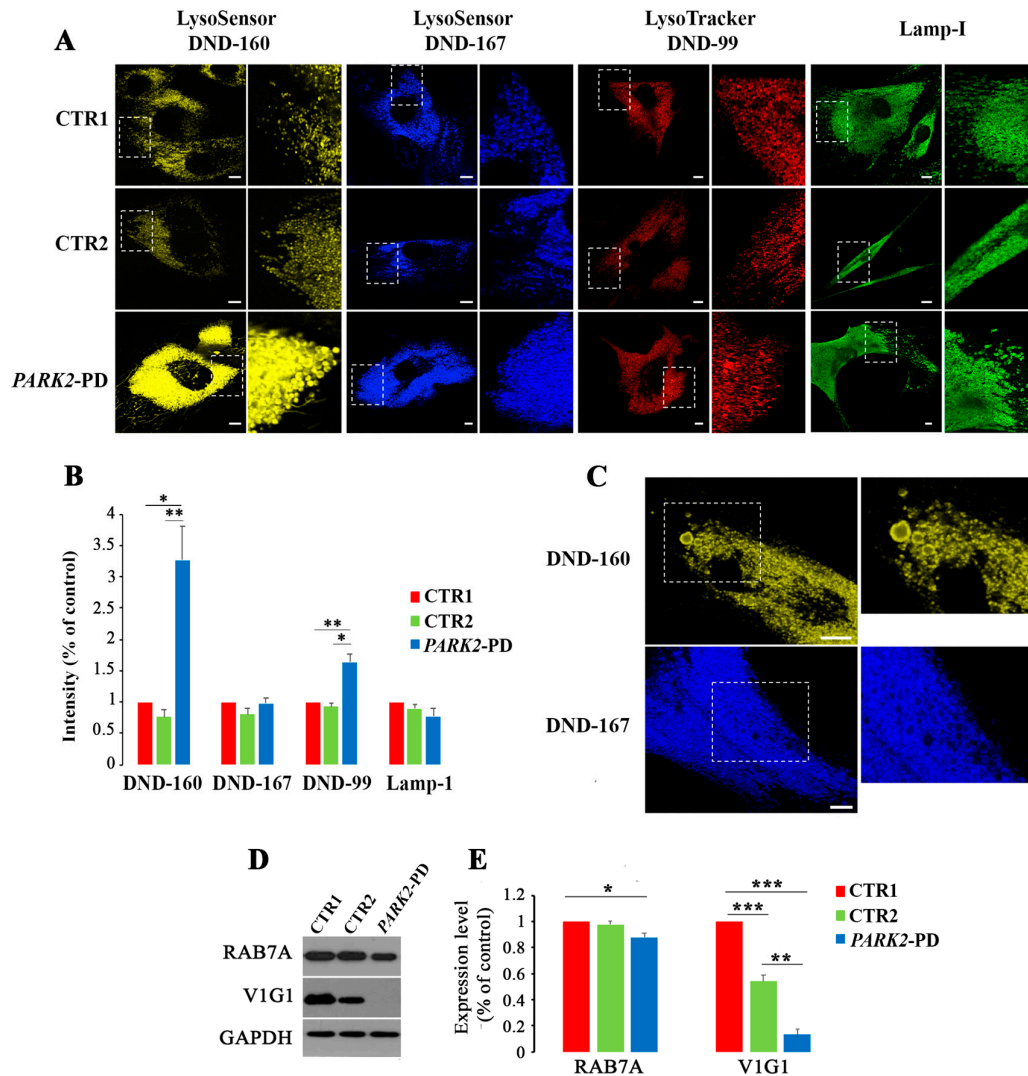 A
LysoSensor
DND-160
LysoSensor
DND-167
LysoTracker
DND-99
Lamp-I
CTR1
CTR2
PARK2-PD
B
Intensity (% of control)
4
3.5
3
2.5
2
1.5
1
0.5
0
*
**
**
*
CTR1
CTR2
PARK2-PD
DND-160
DND-167
DND-99
Lamp-1
C
DND-160
DND-167
D
CTR1
CTR2
PARK2-PD
RAB7A
V1G1
GAPDH
E
Expression level
(% of control)
1.2
1
0.8
0.6
0.4
0.2
0
*
***
***
**
CTR1
CTR2
PARK2-PD
RAB7A
V1G1